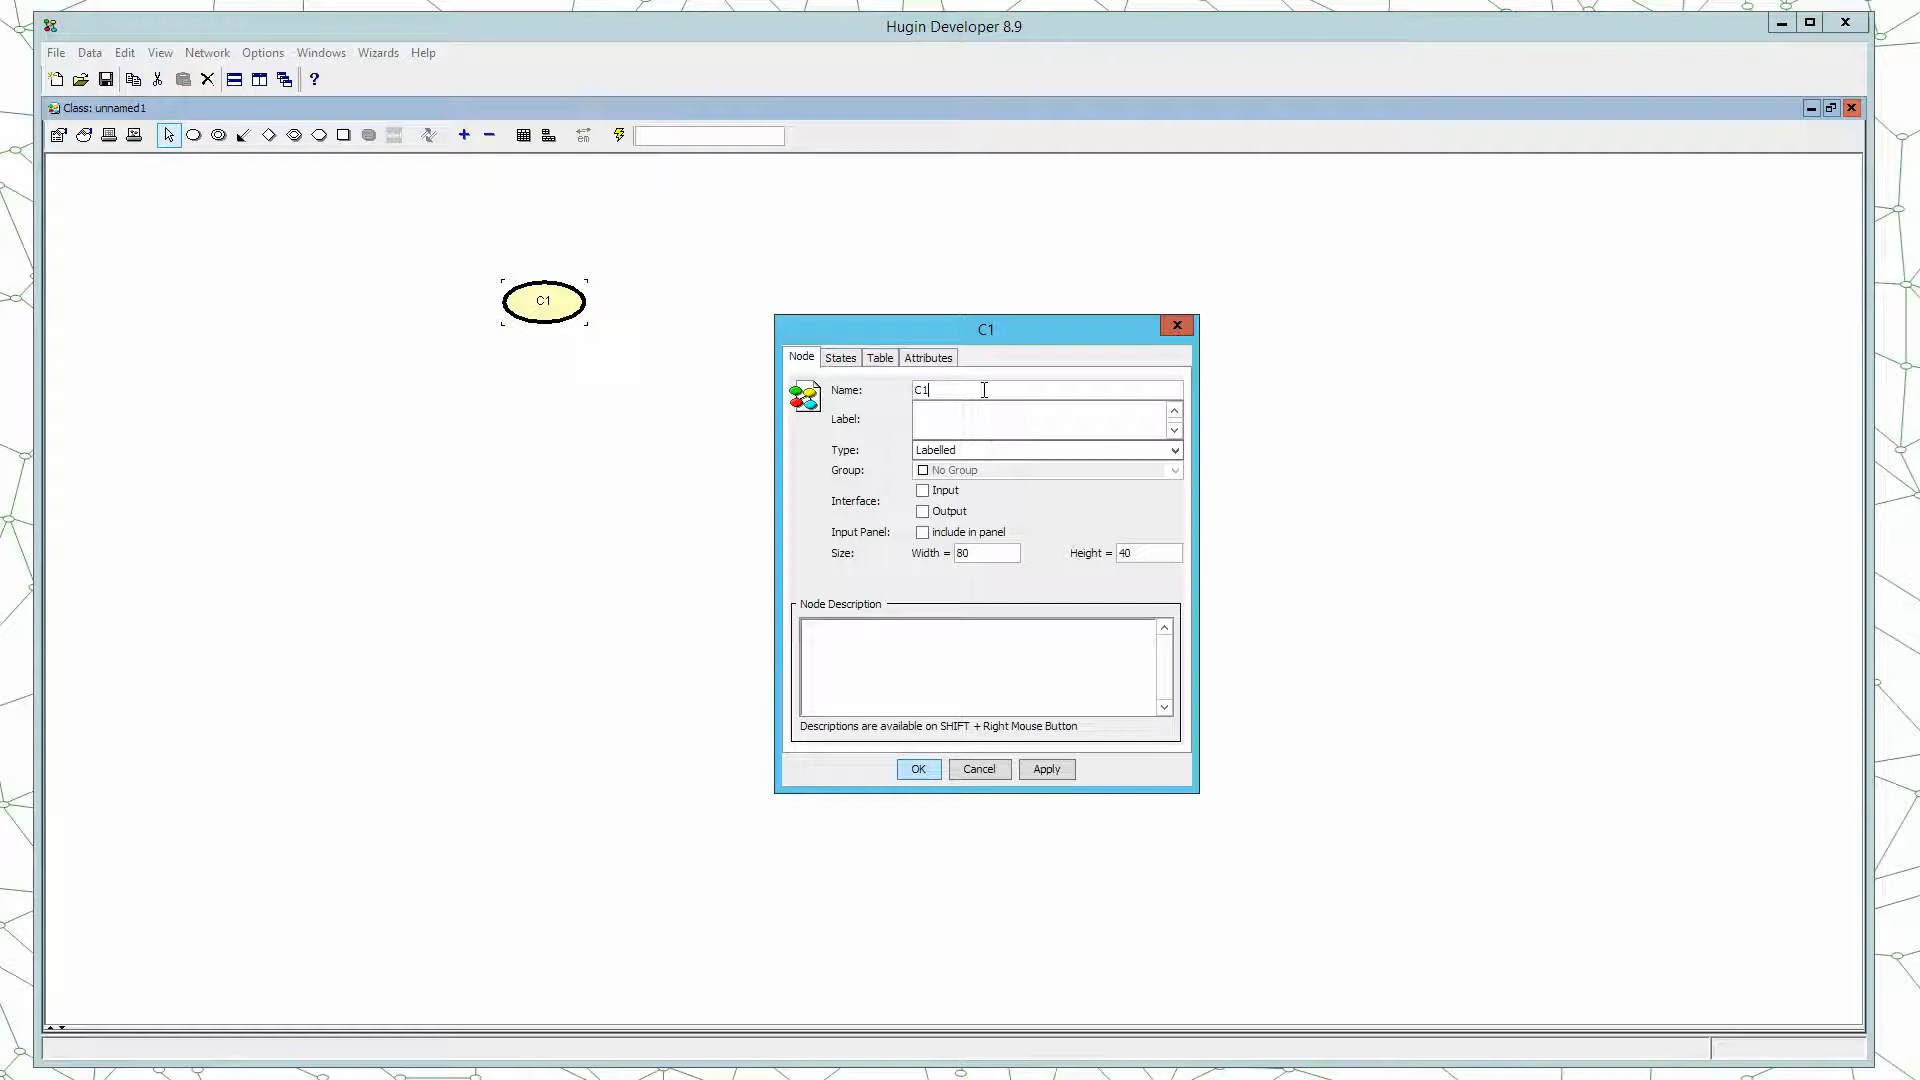 Hugin Developer 8.9
File Data Edit View Network Options Windows Wizards Help
Class: unnamed1
em
C1
C1
Node States Table Attributes
Name: C1
Label:
Type: Labelled
Group: No Group
Interface: Input
Output
Input Panel: include in panel
Size: Width = 80 Height = 40
Node Description
Descriptions are available on SHIFT + Right Mouse Button
OK Cancel Apply